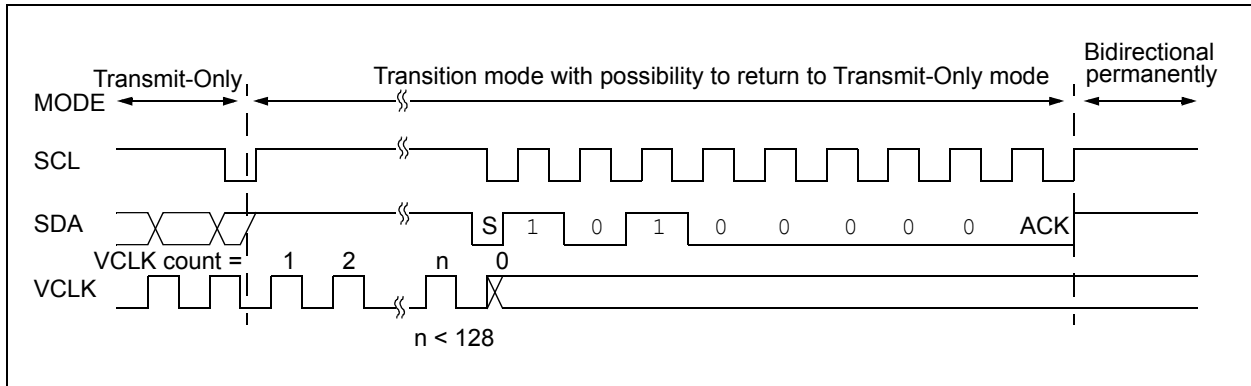 Transmit-Only
Transition mode with possibility to return to Transmit-Only mode
Bidirectional
permanently
MODE
SCL
SDA
S 1 0 1 0 0 0 0 0 ACK
VCLK count = 1 2 n 0
VCLK
n < 128